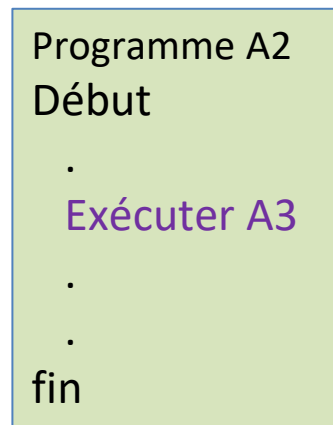 Programme A2
Début
.
Exécuter A3
.
.
fin